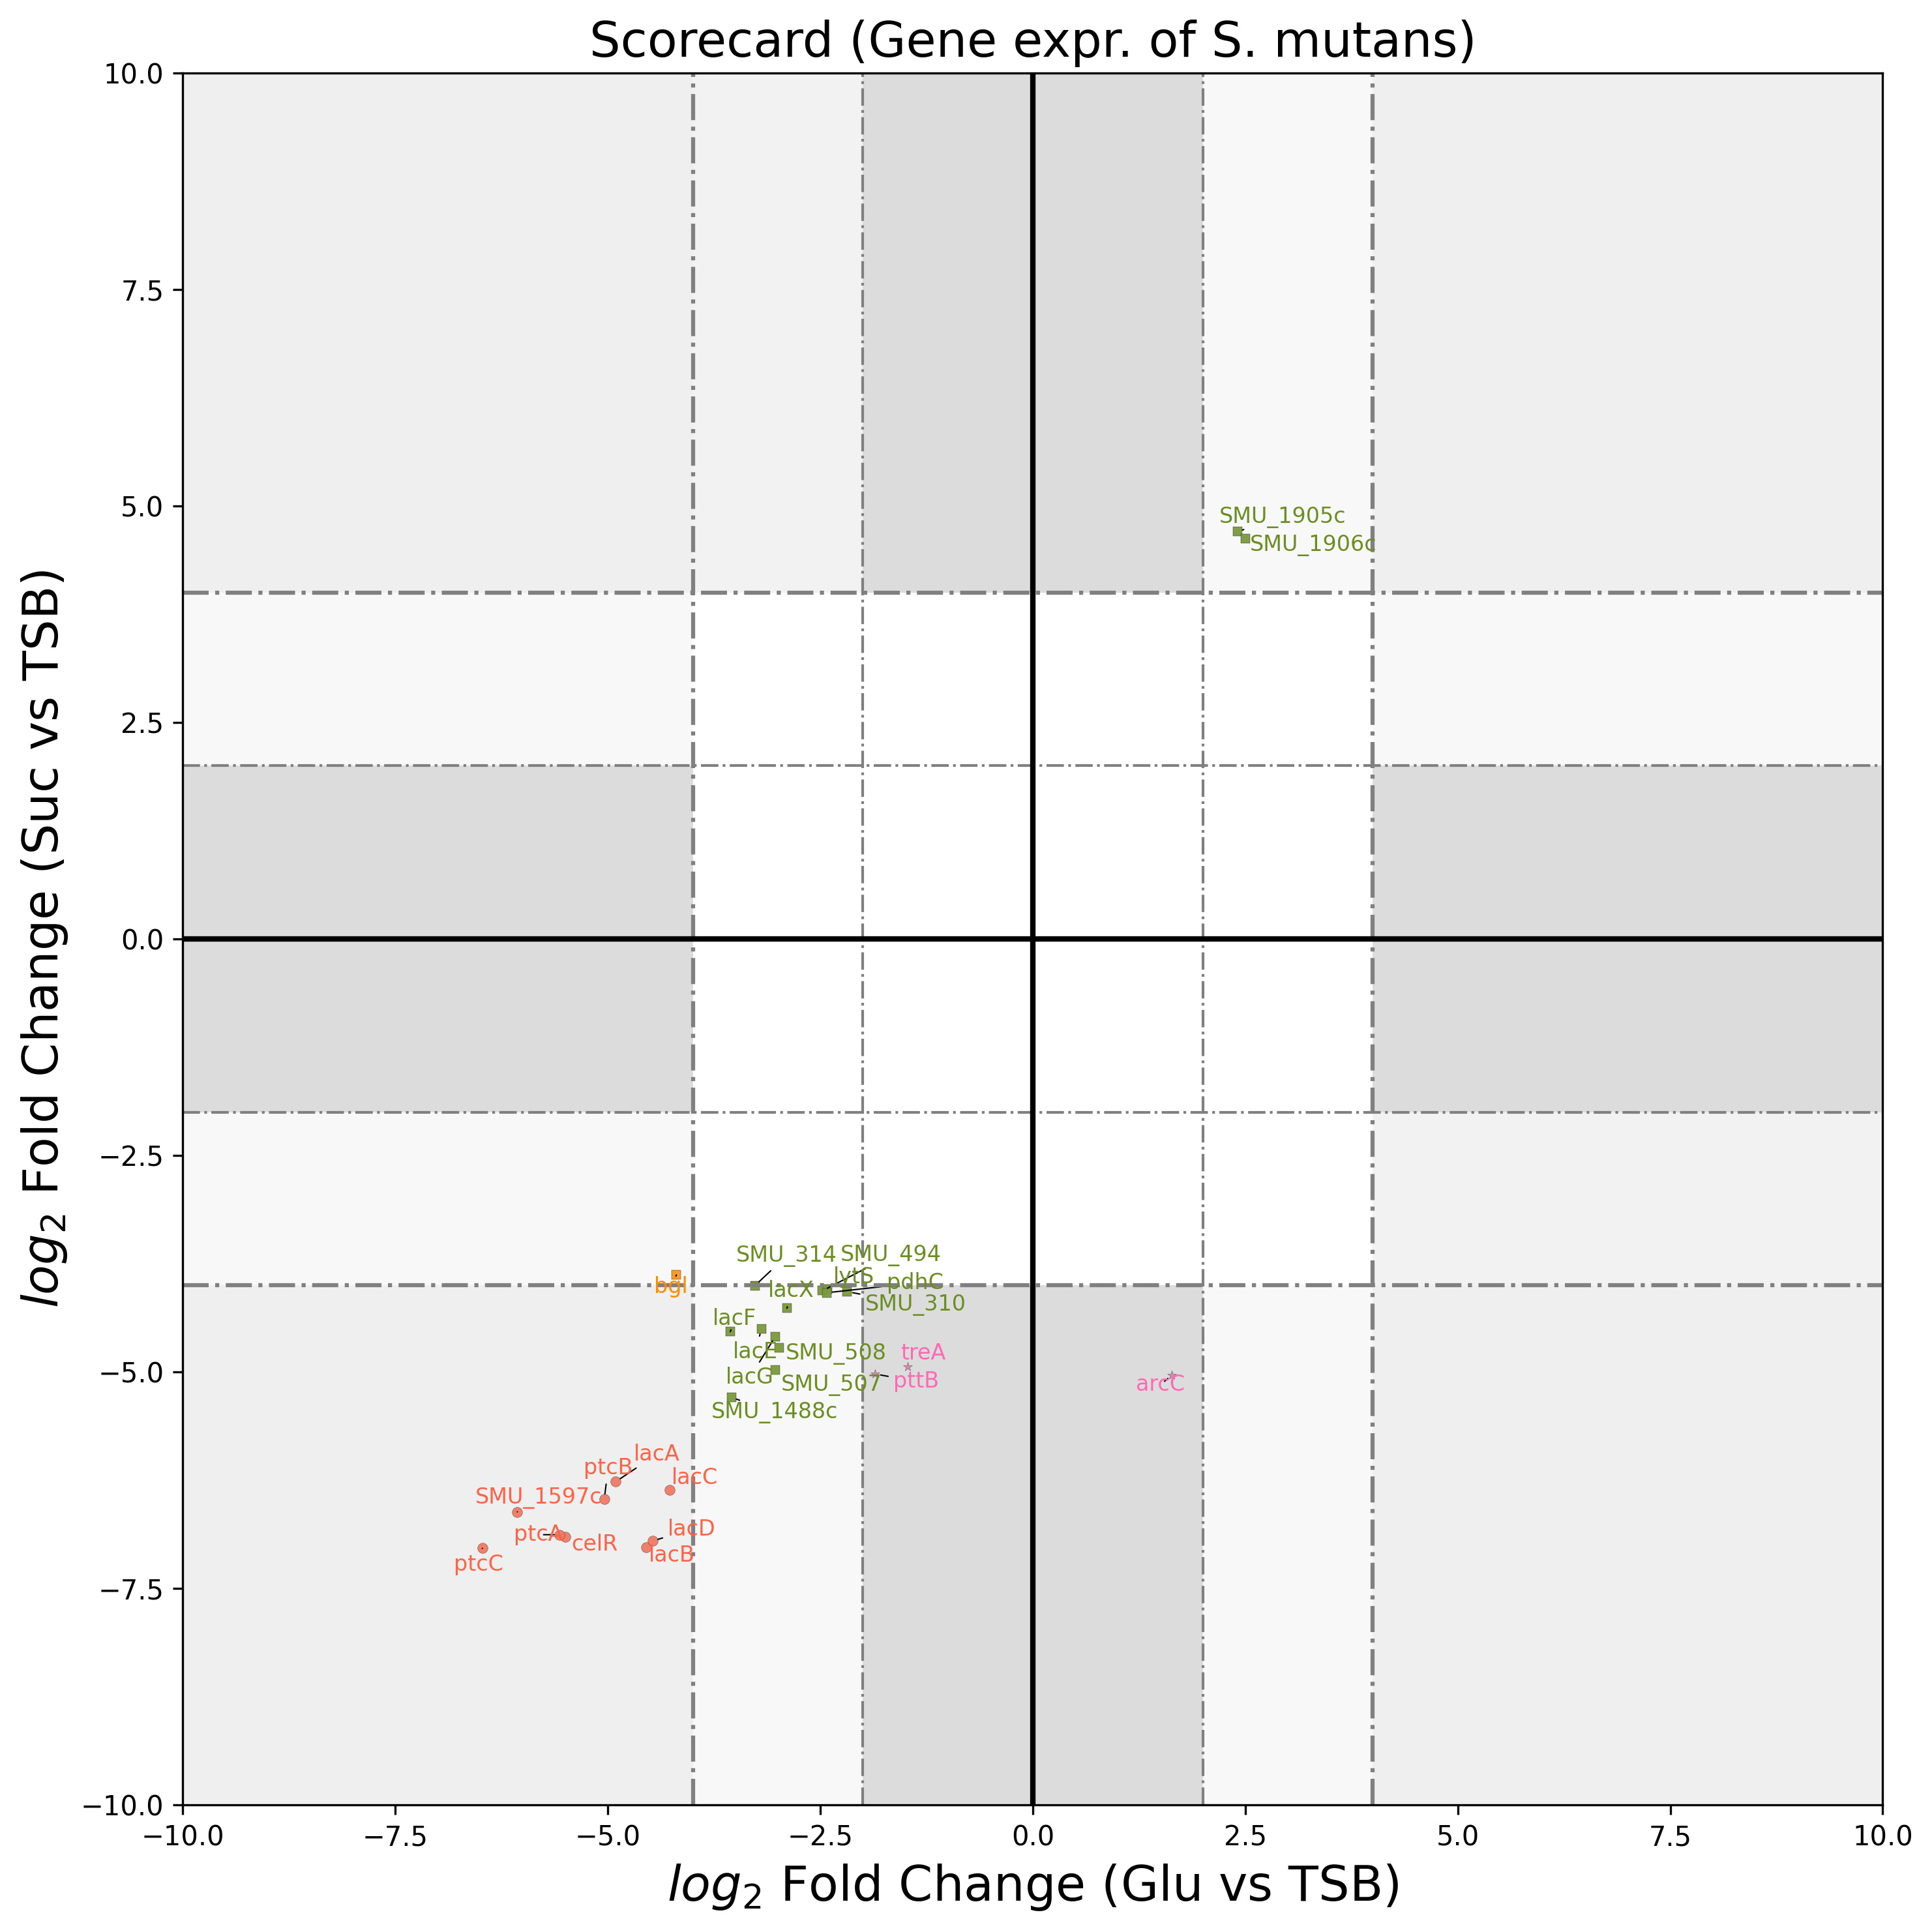 Scorecard (Gene expr. of S. mutans)
10.0
7.5
5.0
2.5
0.0
−2.5
−5.0
−7.5
−10.0
log2 Fold Change (Suc vs TSB)
SMU_1905c
SMU_1906c
SMU_314
SMU_494
bgl
lacX
lytS
pdhC
SMU_310
lacF
lacE
SMU_508
treA
lacG
SMU_507
pttB
arcC
SMU_1488c
lacA
ptcB
lacC
SMU_1597c
lacD
ptcA
celR
lacB
ptcC
−10.0 −7.5 −5.0 −2.5 0.0 2.5 5.0 7.5 10.0
log2 Fold Change (Glu vs TSB)